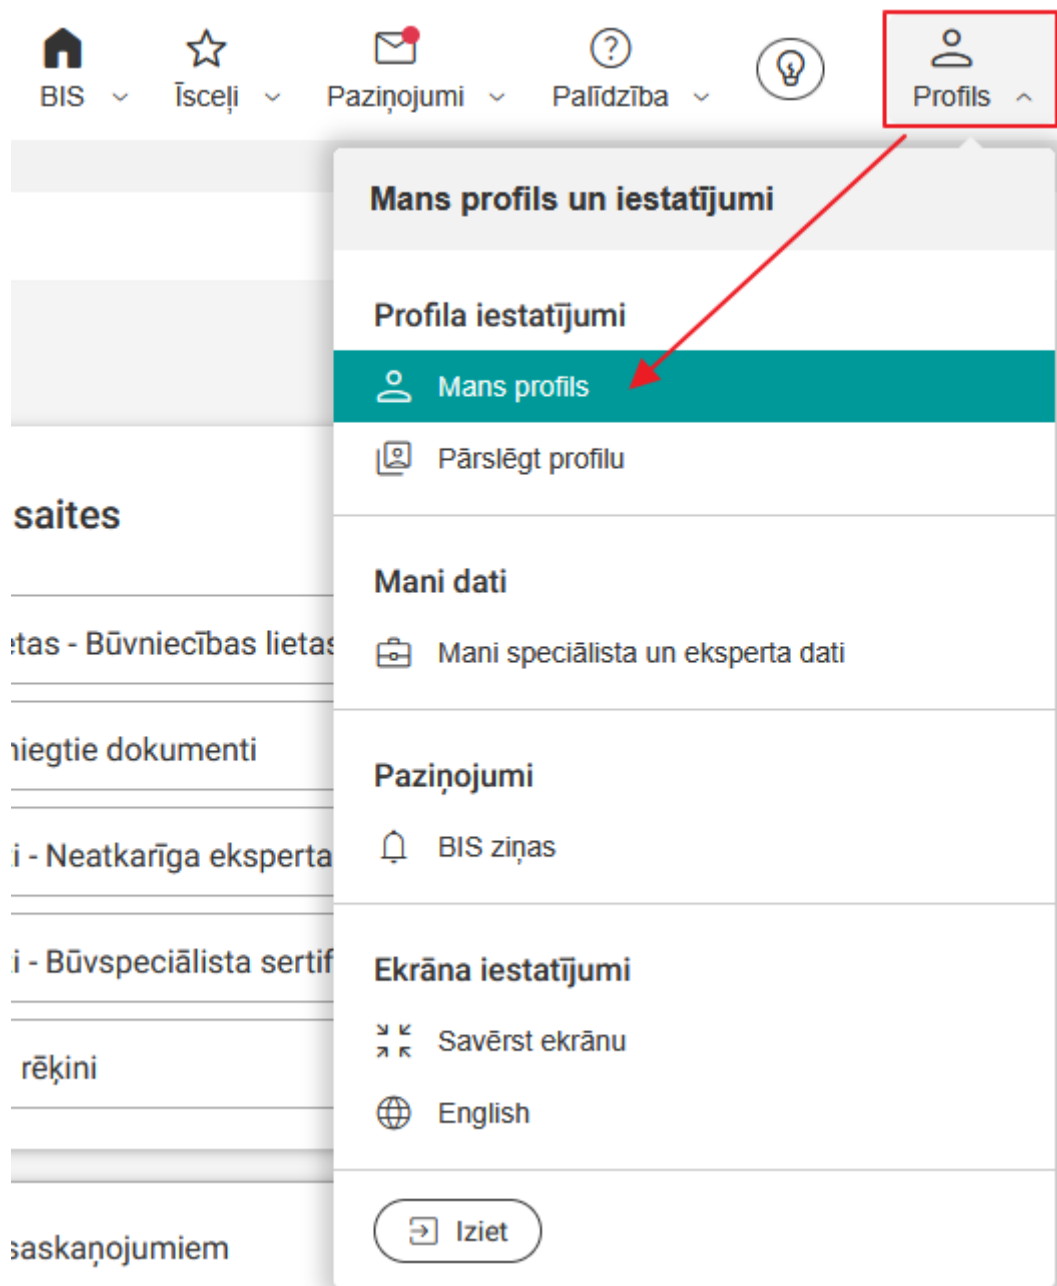 BIS
Īsceļi
Paziņojumi
Palīdzība
Profils
Mans profils un iestatījumi
Profila iestatījumi
Mans profils
Pārslēgt profilu
saites
Mani dati
Būvniecības lietas
Mani speciālista un eksperta dati
dokumenti
Paziņojumi
Neatkarīga eksperta
BIS ziņas
Būvspeciālista
Ekrāna iestatījumi
Savērst ekrānu
rēķini
English
Iziet
saskaņojumiem